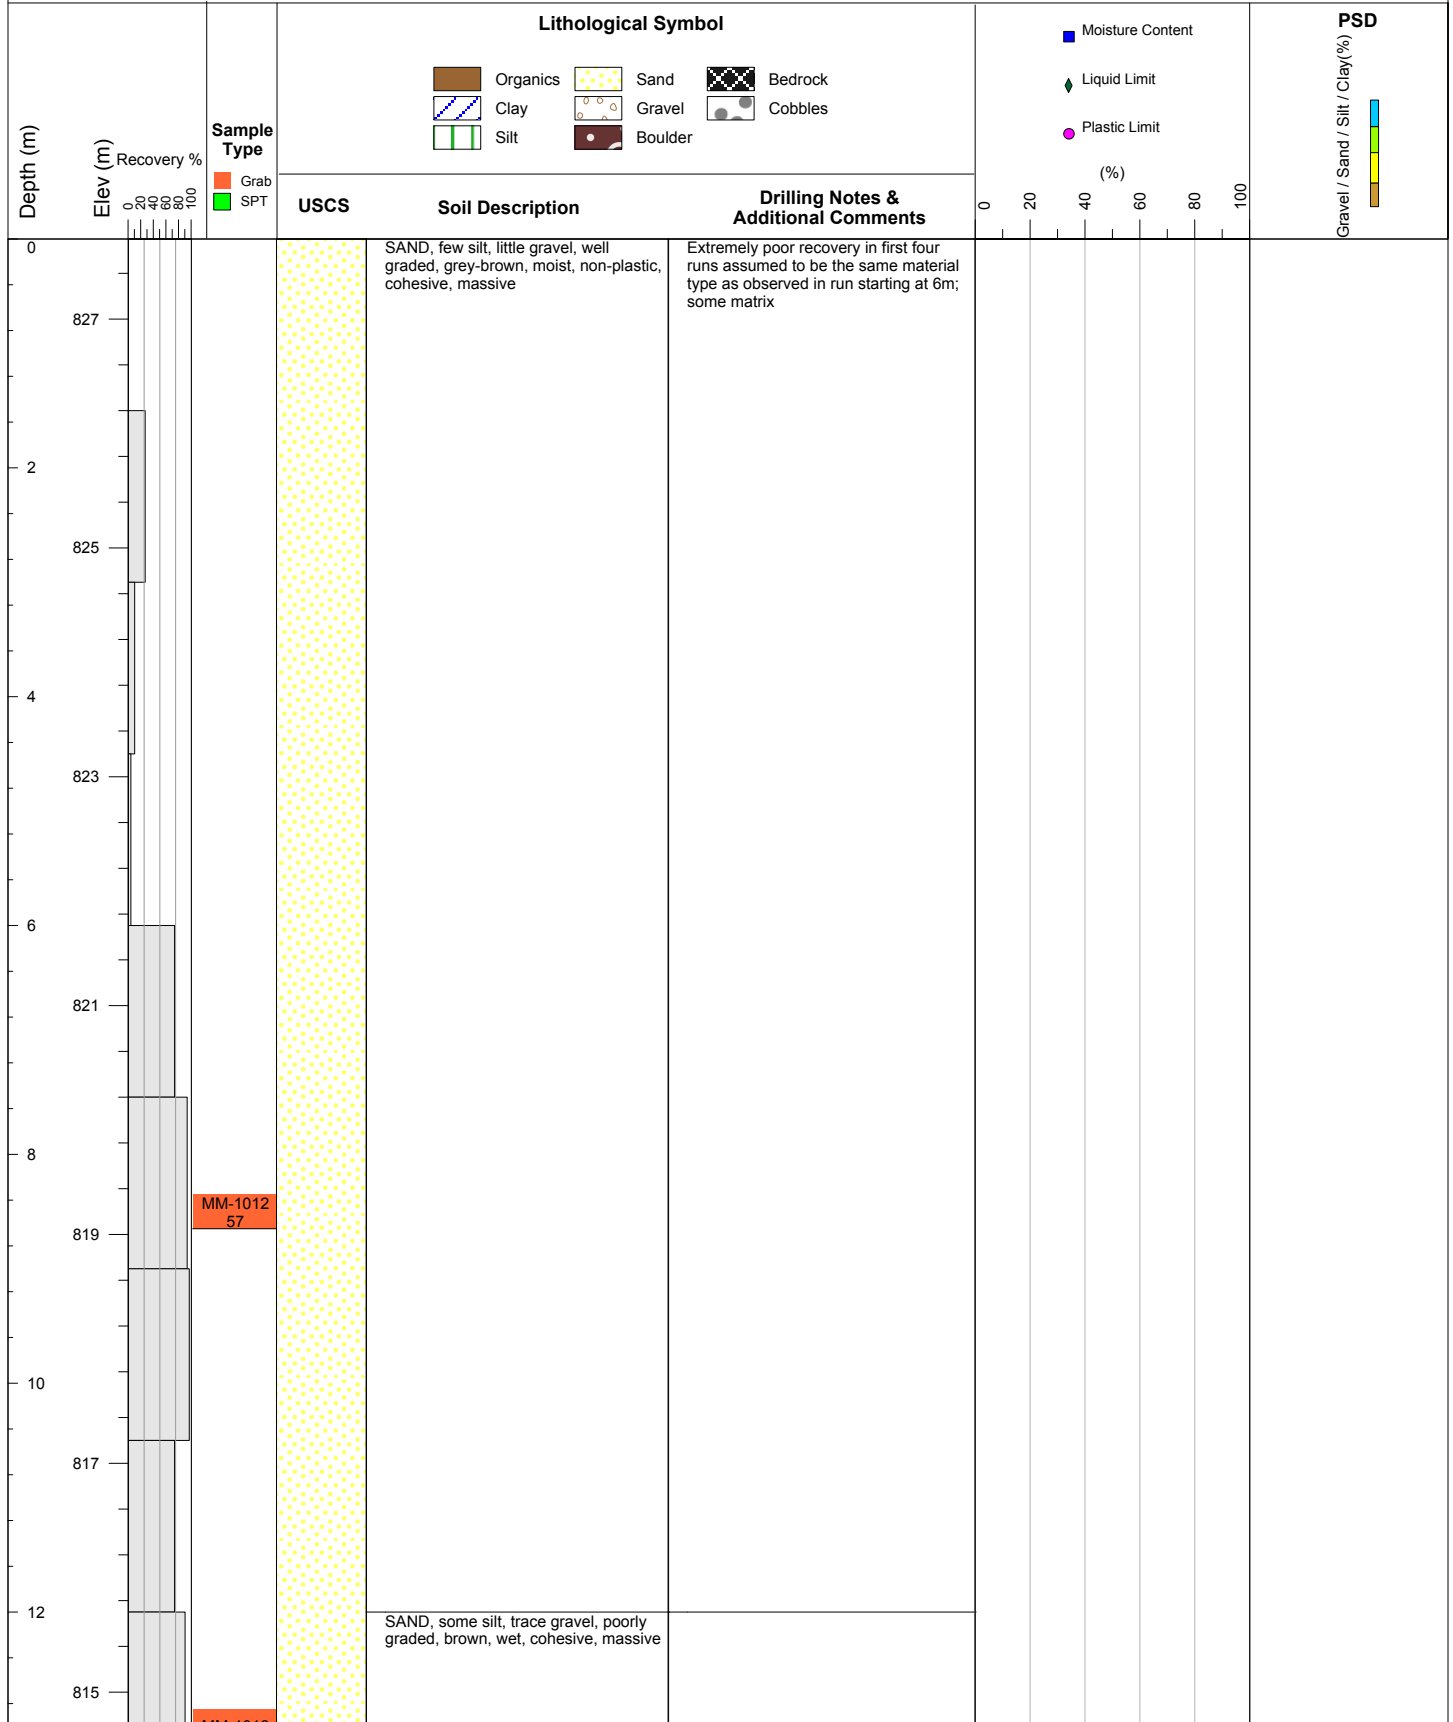 Lithological Symbol
Organics
Sand
Bedrock
Clay
Gravel
Cobbles
Silt
Boulder
Moisture Content
Liquid Limit
Plastic Limit
(%)
PSD
Gravel / Sand / Silt / Clay(%)
Depth (m)
Elev (m)
Recovery %
0 20 40 60 80 100
Sample
Type
Grab
SPT
USCS
Soil Description
Drilling Notes &
Additional Comments
0 20 40 60 80 100
0
SAND, few silt, little gravel, well
graded, grey-brown, moist, non-plastic,
cohesive, massive
Extremely poor recovery in first four
runs assumed to be the same material
type as observed in run starting at 6m;
some matrix
827
2
825
4
823
6
821
8
MM-1012
57
819
10
817
12
SAND, some silt, trace gravel, poorly
graded, brown, wet, cohesive, massive
815